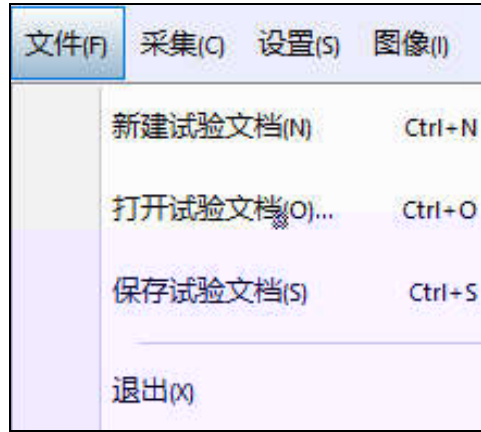 文件(F) 采集(C) 设置(S) 图像(I)
新建试验文档(N) Ctrl+N
打开试验文档(O)... Ctrl+O
保存试验文档(S) Ctrl+S
退出(X)